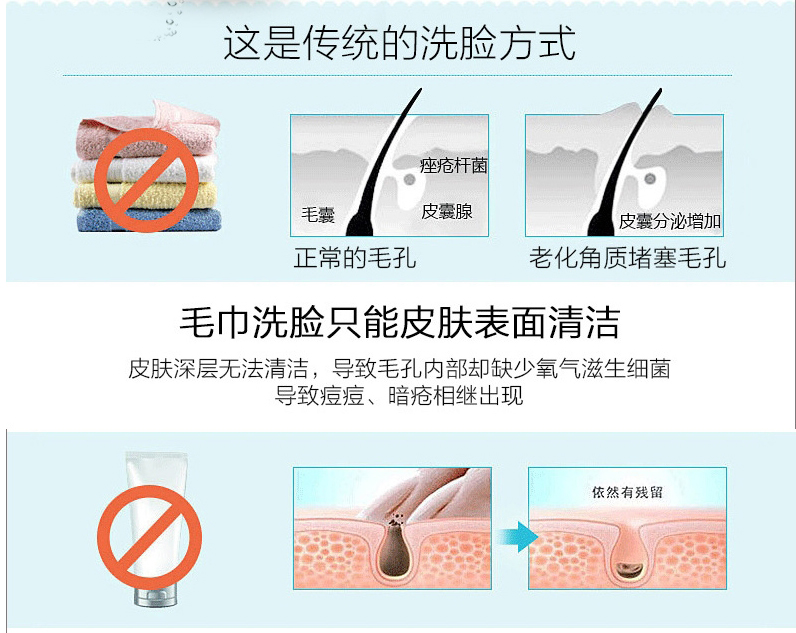 这是传统的洗脸方式
痤疮杆菌
毛囊
皮囊腺
皮囊分泌增加
正常的毛孔
老化角质堵塞毛孔
毛巾洗脸只能皮肤表面清洁
皮肤深层无法清洁，导致毛孔内部却缺少氧气滋生细菌
导致痘痘、暗疮相继出现
依然有残留